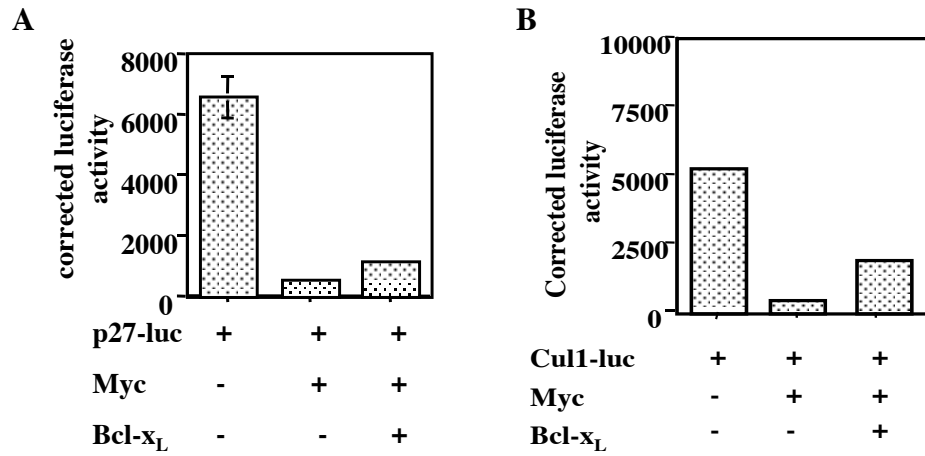 A
corrected luciferase
activity
8000
6000
4000
2000
0
p27-luc + + +
Myc - + +
Bcl-xL - - +
B
Corrected luciferase
activity
10000
7500
5000
2500
0
Cul1-luc + + +
Myc - + +
Bcl-xL - - +